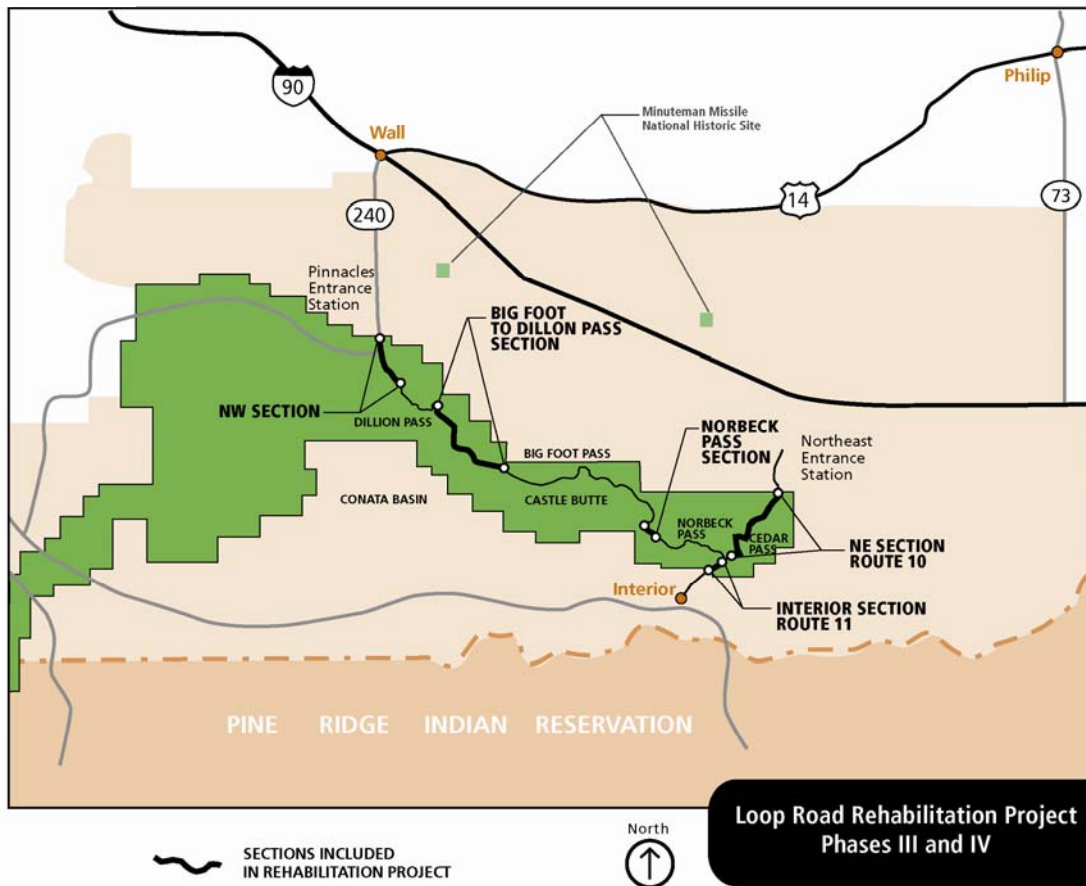 Philip
90
Minuteman Missile
National Historic Site
Wall
14
73
240
Pinnacles
Entrance
Station
BIG FOOT
TO DILLON PASS
SECTION
NW SECTION
DILLION PASS
NORBECK
PASS
SECTION
Northeast
Entrance
Station
BIG FOOT PASS
CONATA BASIN
CASTLE BUTTE
NORBECK
PASS
CEDAR
PASS
NE SECTION
ROUTE 10
Interior
INTERIOR SECTION
ROUTE 11
PINE RIDGE INDIAN RESERVATION
Loop Road Rehabilitation Project
Phases III and IV
North
SECTIONS INCLUDED
IN REHABILITATION PROJECT